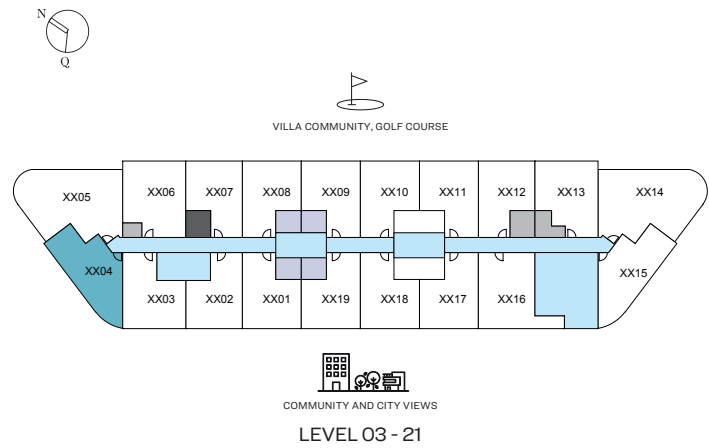 N
Q
VILLA COMMUNITY, GOLF COURSE
XX05
XX06
XX07
XX08
XX09
XX10
XX11
XX12
XX13
XX14
XX04
XX03
XX02
XX01
XX19
XX18
XX17
XX16
XX15
COMMUNITY AND CITY VIEWS
LEVEL 03 - 21